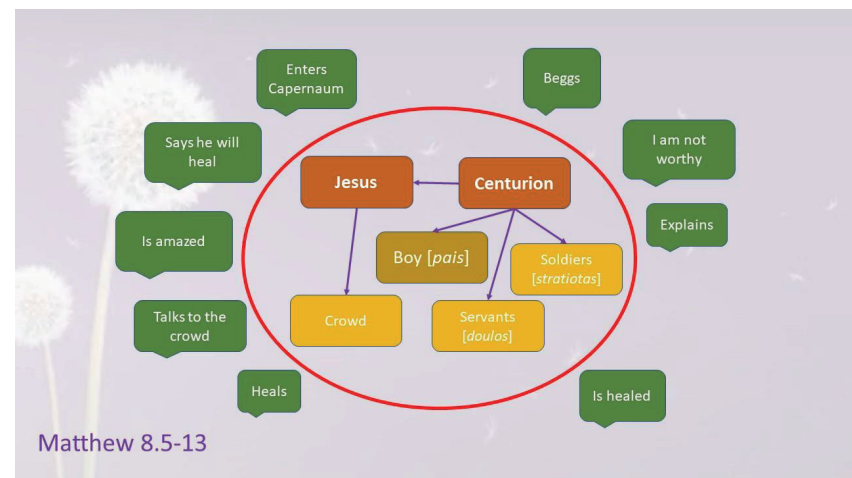 Enters
Capernaum
Beggs
Says he will
heal
I am not
worthy
Jesus
Centurion
Is amazed
Explains
Boy [pais]
Soldiers
[stratiotas]
Talks to the
crowd
Crowd
Servants
[doulos]
Heals
Is healed
Matthew 8.5-13